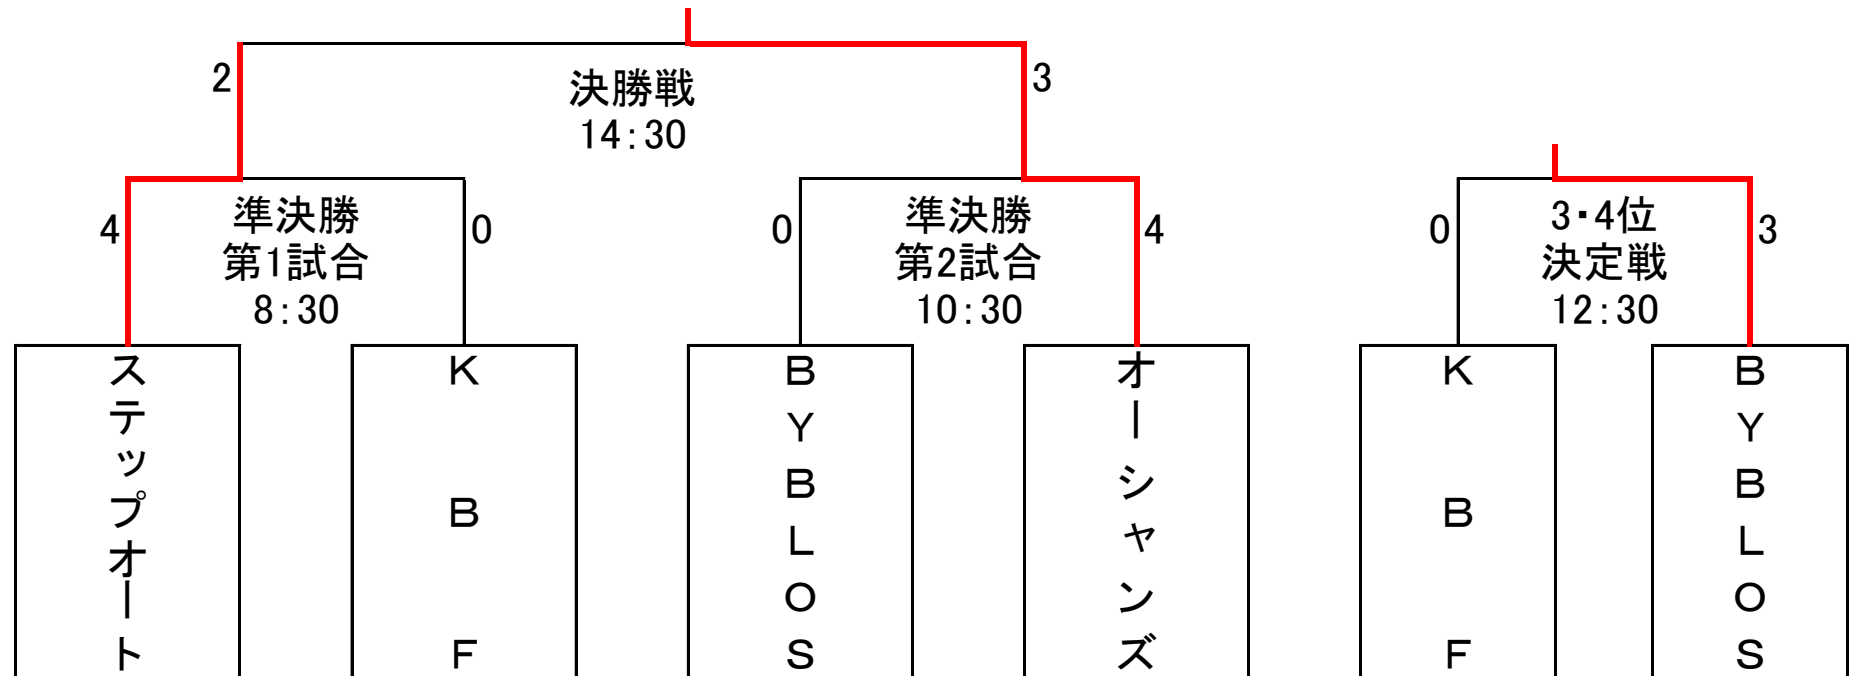 2
決勝戦
14:30
3
4
準決勝
第1試合
8:30
0
0
準決勝
第2試合
10:30
4
0
3・4位
決定戦
12:30
3
ステップオート
KBF
BYBLOS
オーシャンズ
KBF
BYBLOS